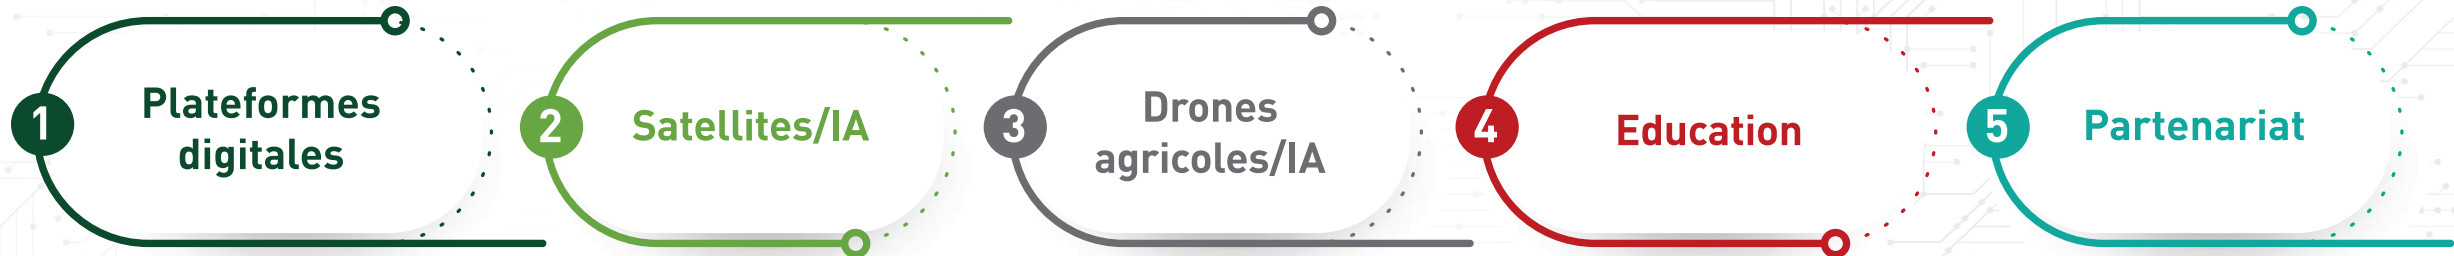 1
Plateformes
digitales
2
Satellites/IA
3
Drones
agricoles/IA
4
Education
5
Partenariat